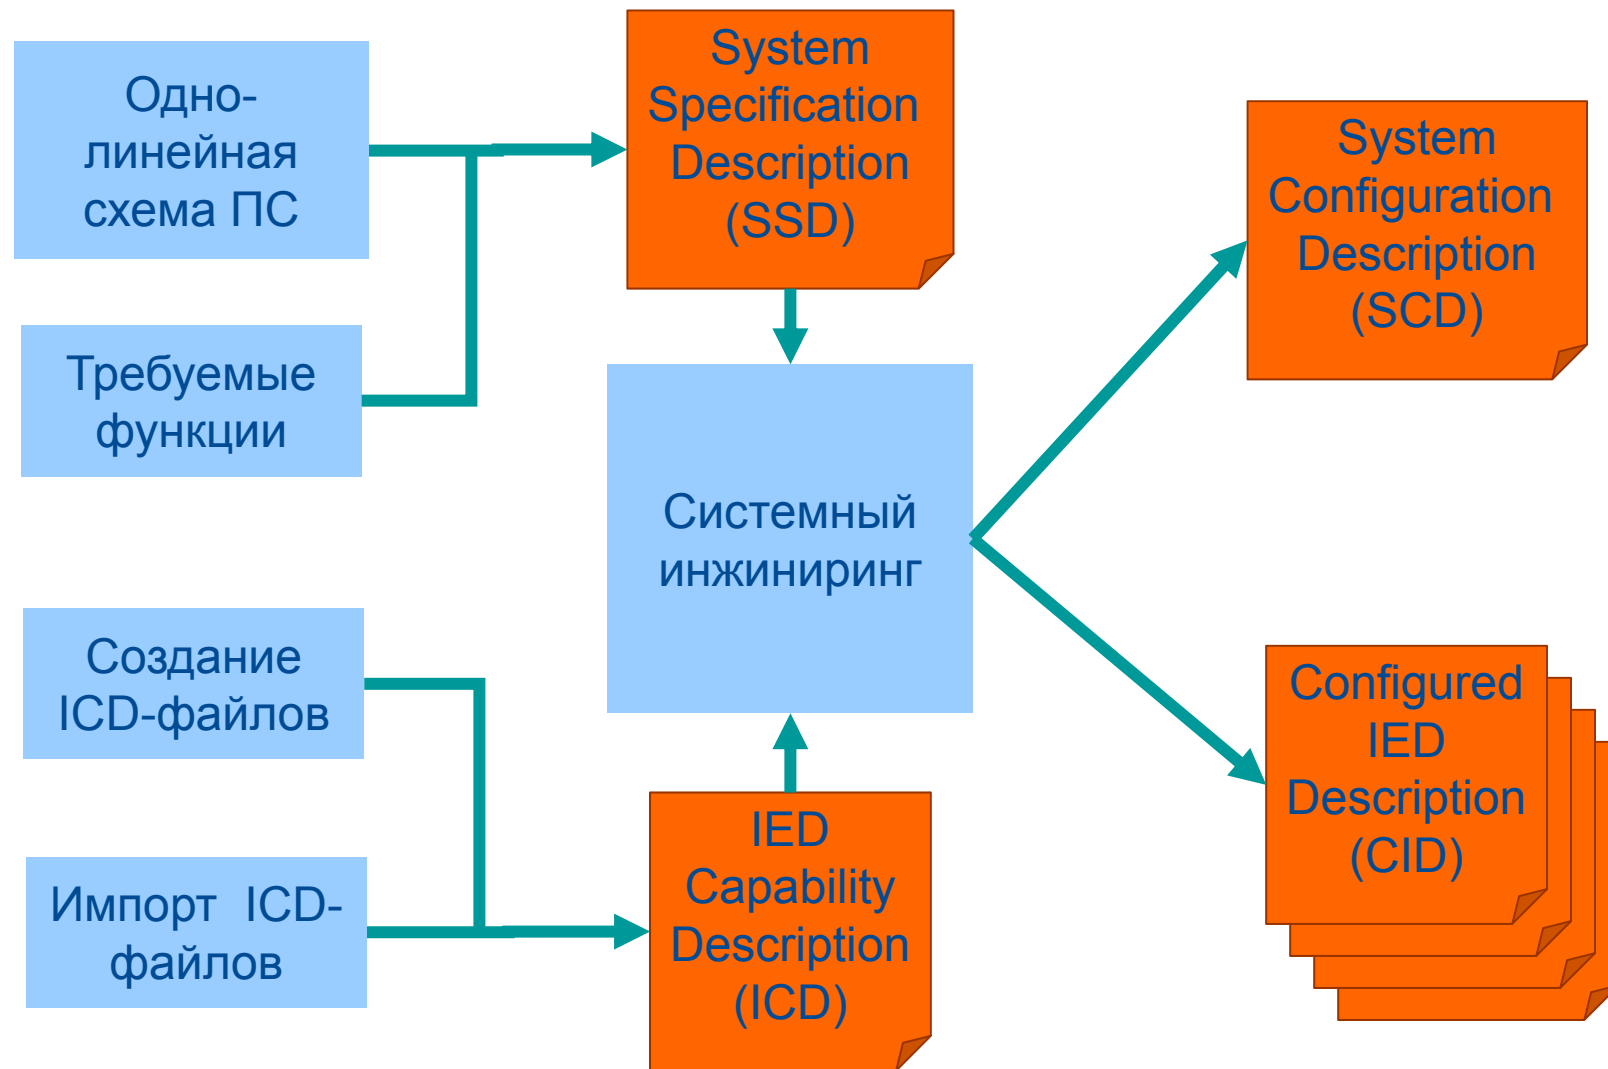 Одно-
линейная
схема ПС
Требуемые
функции
Создание
ICD-файлов
Импорт ICD-
файлов
System
Specification
Description
(SSD)
Системный
инжиниринг
IED
Capability
Description
(ICD)
System
Configuration
Description
(SCD)
Configured
IED
Description
(CID)